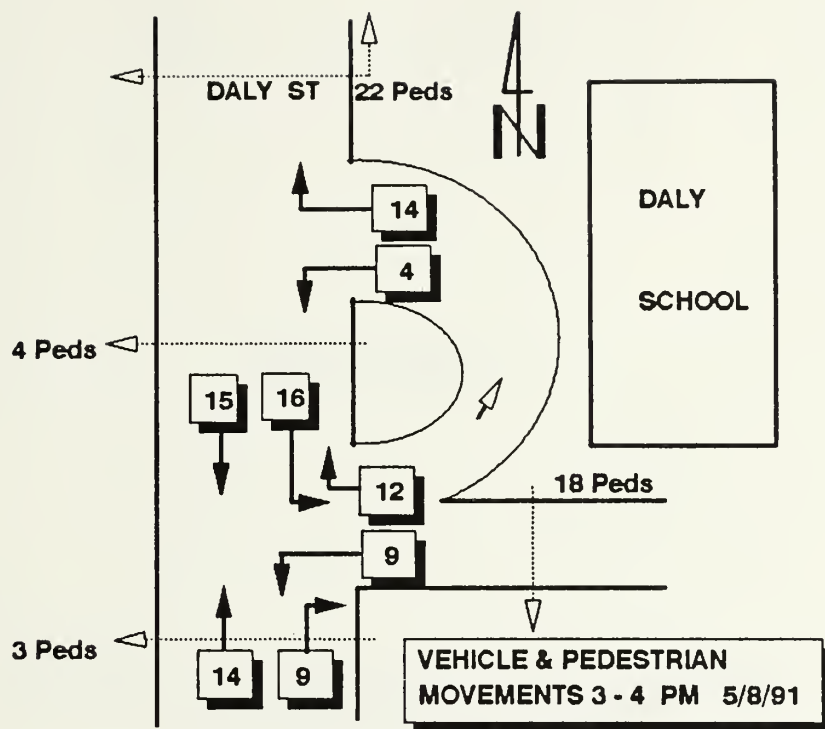 DALY ST
22 Peds
N
DALY
SCHOOL
14
4
4 Peds
15
16
12
18 Peds
9
3 Peds
14
9
VEHICLE & PEDESTRIAN
MOVEMENTS 3 - 4 PM 5/8/91